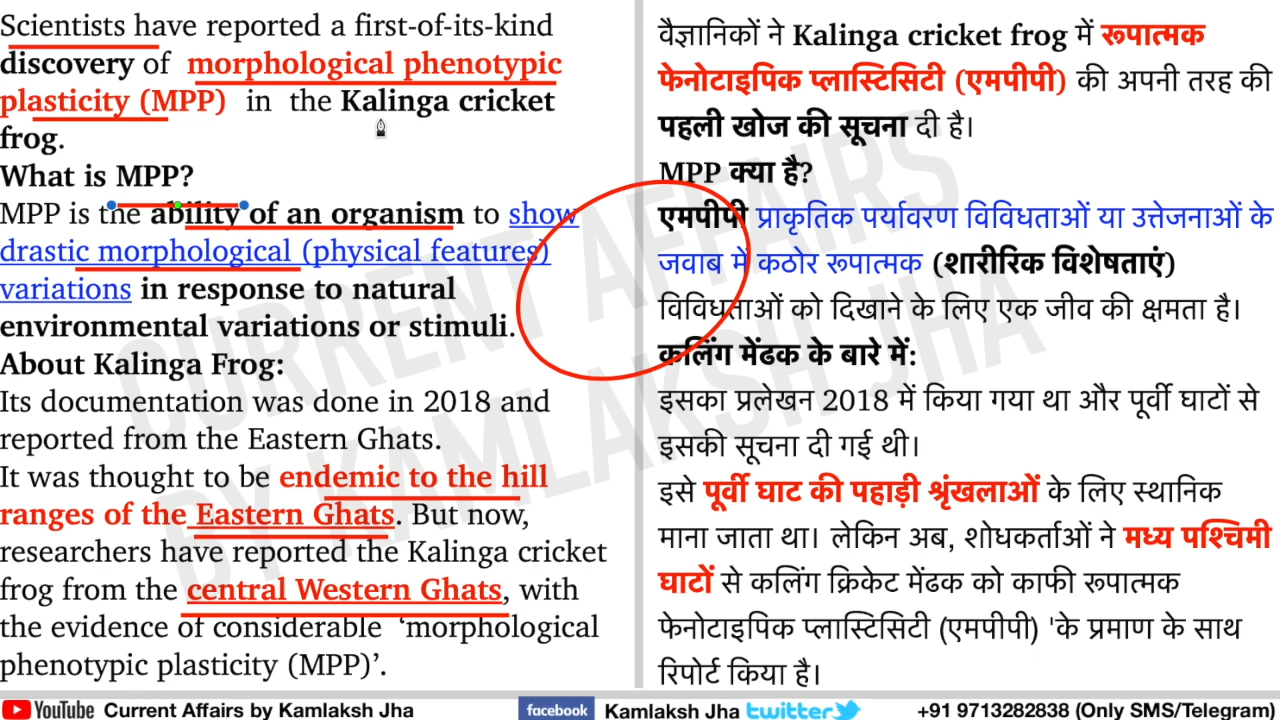 Scientists have reported a first-of-its-kind
discovery of morphological phenotypic
plasticity (MPP) in the Kalinga cricket
frog.
What is MPP?
MPP is the ability of an organism to show
drastic morphological (physical features)
variations in response to natural
environmental variations or stimuli.
About Kalinga Frog:
Its documentation was done in 2018 and
reported from the Eastern Ghats.
It was thought to be endemic to the hill
ranges of the Eastern Ghats. But now,
researchers have reported the Kalinga cricket
frog from the central Western Ghats, with
the evidence of considerable ‘morphological
phenotypic plasticity (MPP)’.
वैज्ञानिकों ने Kalinga cricket frog में रूपात्मक
फेनोटाइपिक प्लास्टिसिटी (एमपीपी) की अपनी तरह की
पहली खोज की सूचना दी है।
MPP क्या है?
एमपीपी प्राकृतिक पर्यावरण विविधताओं या उत्तेजनाओं के
जवाब में कठोर रूपात्मक (शारीरिक विशेषताएं)
विविधताओं को दिखाने के लिए एक जीव की क्षमता है।
कलिंग मेंढक के बारे में:
इसका प्रलेखन 2018 में किया गया था और पूर्वी घाटों से
इसकी सूचना दी गई थी।
इसे पूर्वी घाट की पहाड़ी श्रृंखलाओं के लिए स्थानिक
माना जाता था। लेकिन अब, शोधकर्ताओं ने मध्य पश्चिमी
घाटों से कलिंग क्रिकेट मेंढक को काफी रूपात्मक
फेनोटाइपिक प्लास्टिसिटी (एमपीपी) 'के प्रमाण के साथ
रिपोर्ट किया है।
CURRENT AFFAIRS
BY KAMLAKSH JHA
YouTube Current Affairs by Kamlaksh Jha facebook Kamlaksh Jha twitter +91 9713282838 (Only SMS/Telegram)